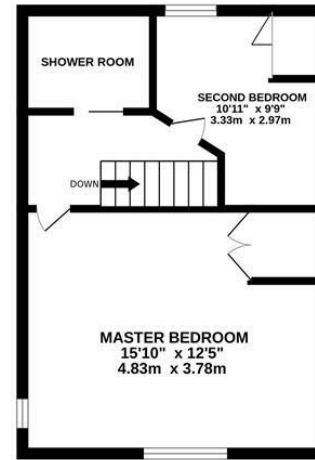 SHOWER ROOM
SECOND BEDROOM
10'11" x 9'9"
3.33m x 2.97m
DOWN
MASTER BEDROOM
15'10" x 12'5"
4.83m x 3.78m